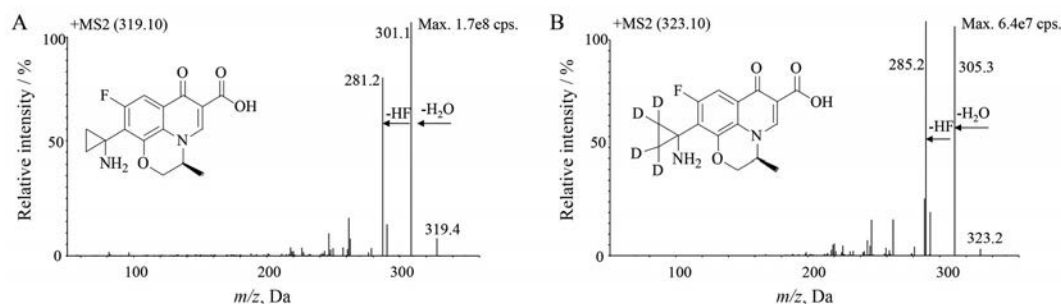 A
+MS2 (319.10)
Max. 1.7e8 cps.
301.1
281.2
-HF
-H2O
319.4
F
O
O
OH
N
NH2
O
100
50
0
100
200
300
Relative intensity / %
m/z, Da
B
+MS2 (323.10)
Max. 6.4e7 cps.
285.2
305.3
-H2O
-HF
323.2
F
O
O
OH
D
D
D
D
NH2
N
O
100
50
0
100
200
300
Relative intensity / %
m/z, Da